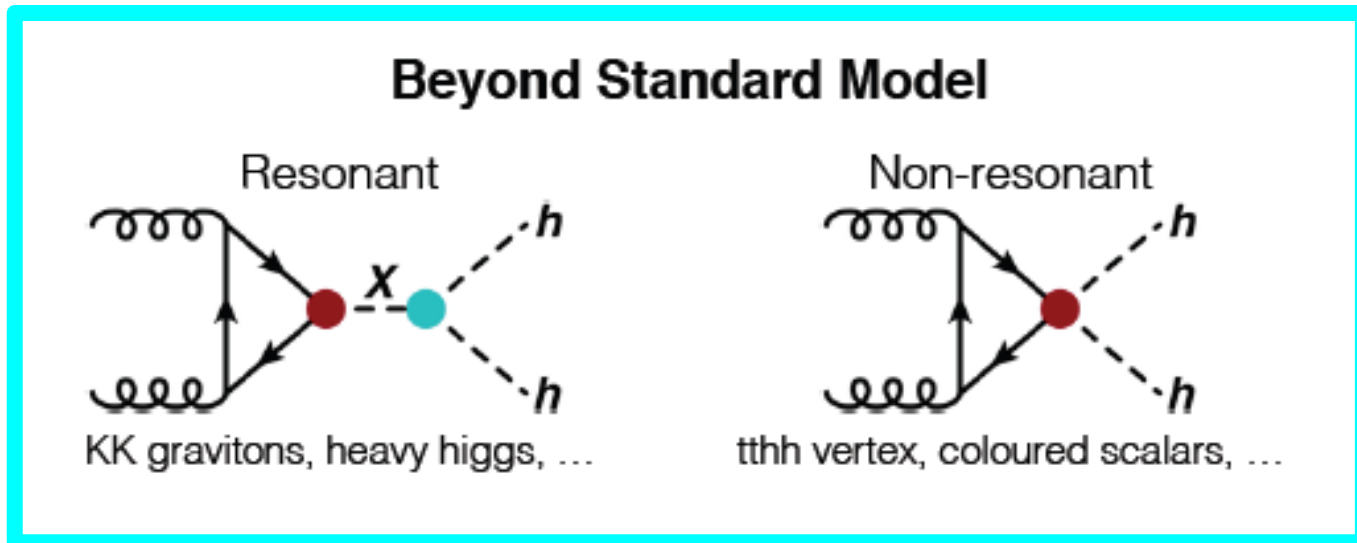 Beyond Standard Model
Resonant
Non-resonant
h
h
X
h
h
KK gravitons, heavy higgs, ...
tthh vertex, coloured scalars, ...